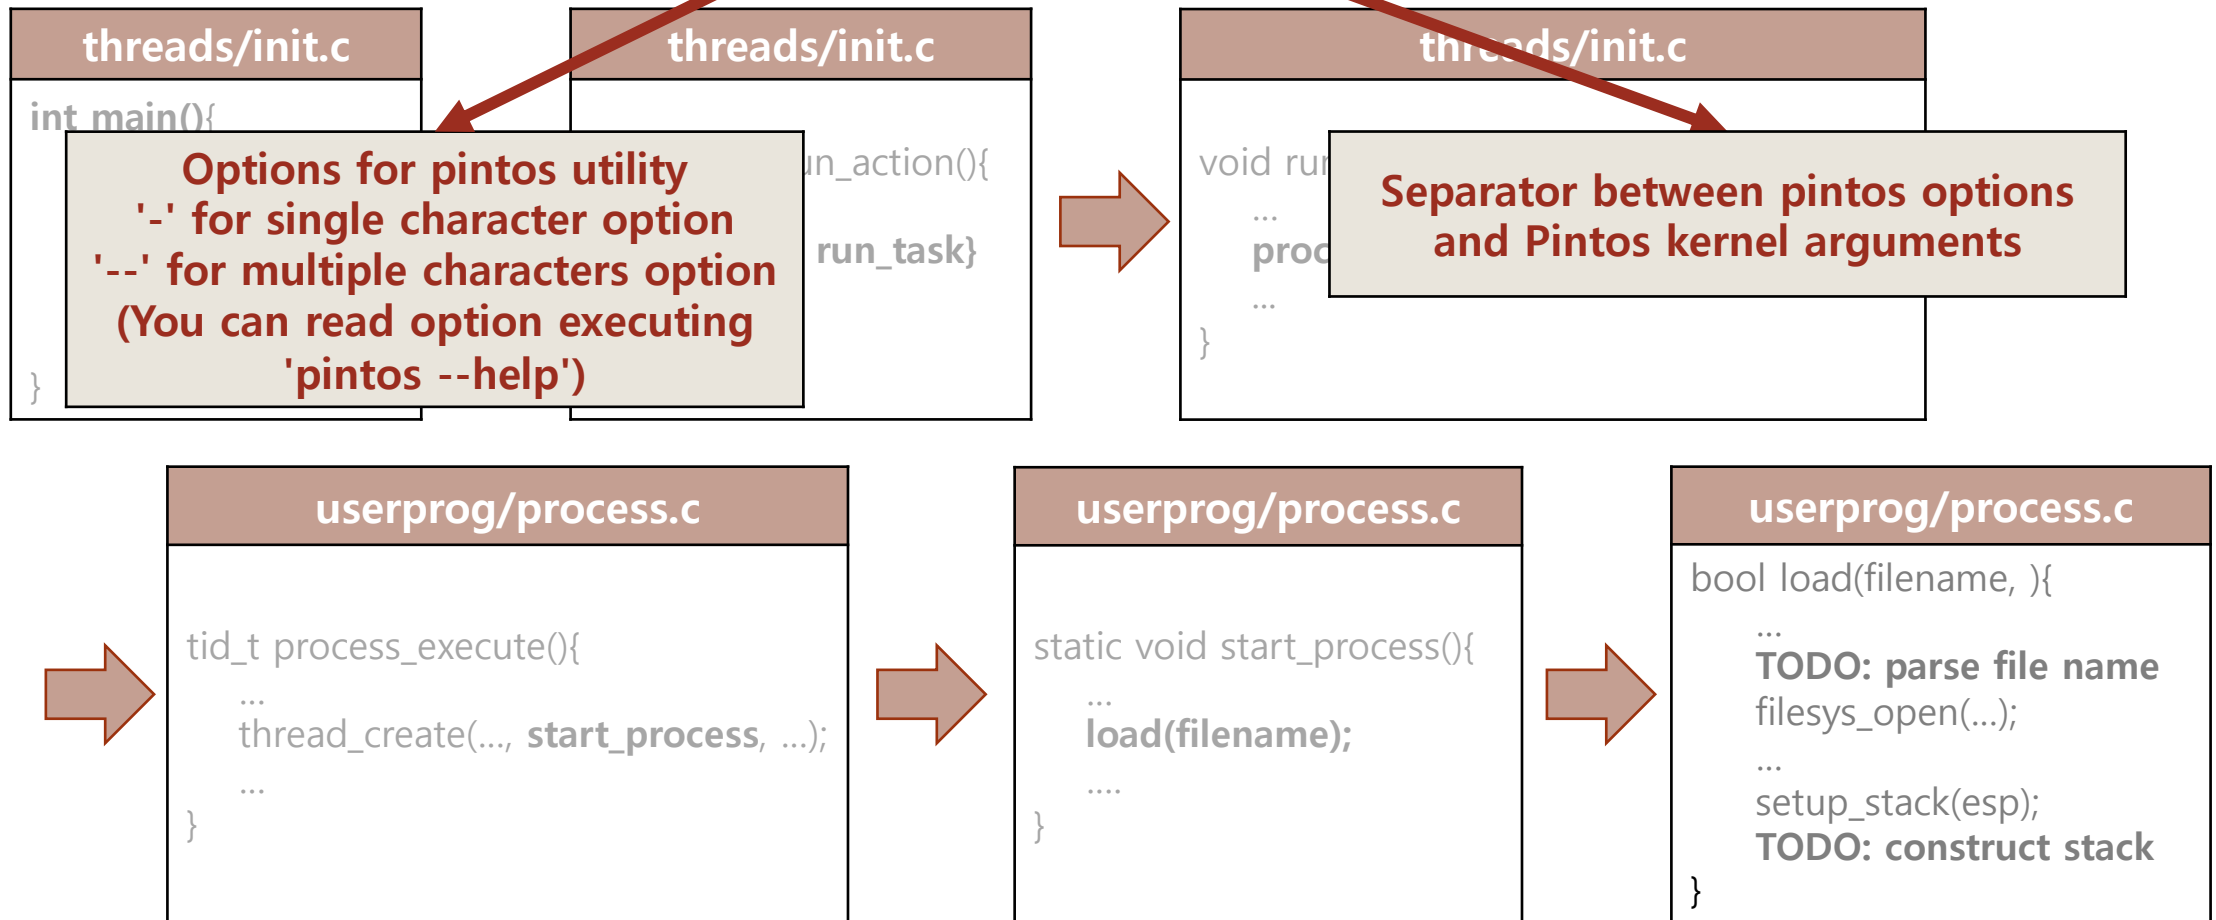 threads/init.c
int main(){
}
threads/init.c
run_task}
threads/init.c
void
...
...
}
Options for pintos utility
'-' for single character option
'--' for multiple characters option
(You can read option executing
'pintos --help')
Separator between pintos options
and Pintos kernel arguments
userprog/process.c
tid_t process_execute(){
...
thread_create(..., start_process, ...);
...
}
userprog/process.c
static void start_process(){
...
load(filename);
....
}
userprog/process.c
bool load(filename, ){
...
TODO: parse file name
filesys_open(...);
...
setup_stack(esp);
TODO: construct stack
}